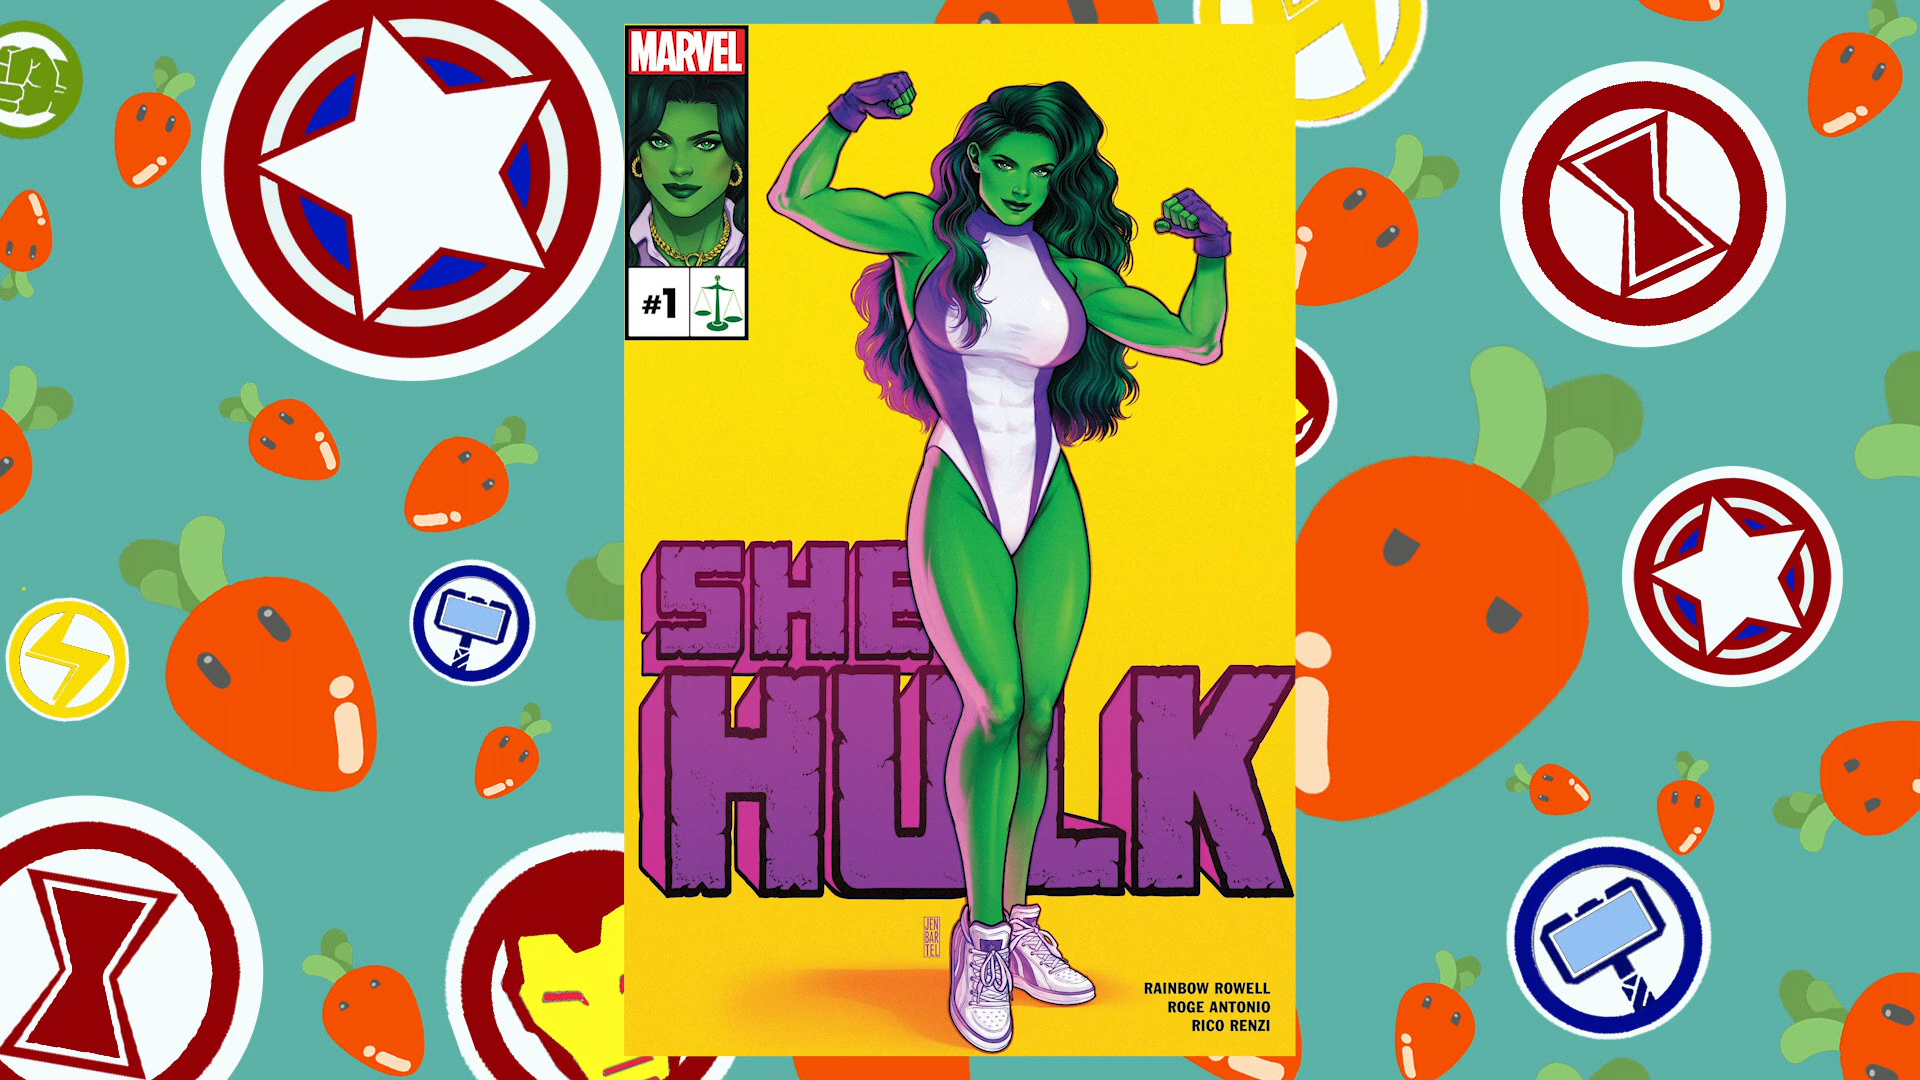 MARVEL
#1
SHE
HULK
JEN
BAR
TEL
RAINBOW ROWELL
ROGE ANTONIO
RICO RENZI